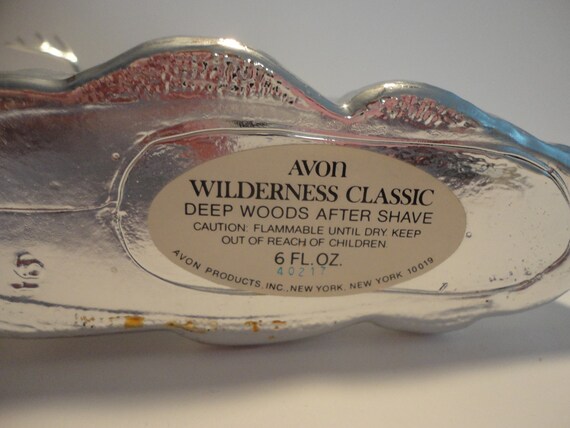 AVON
WILDERNESS CLASSIC
DEEP WOODS AFTER SHAVE
CAUTION: FLAMMABLE UNTIL DRY. KEEP
OUT OF REACH OF CHILDREN.
6 FL. OZ.
40217
AVON PRODUCTS, INC., NEW YORK, NEW YORK 10019